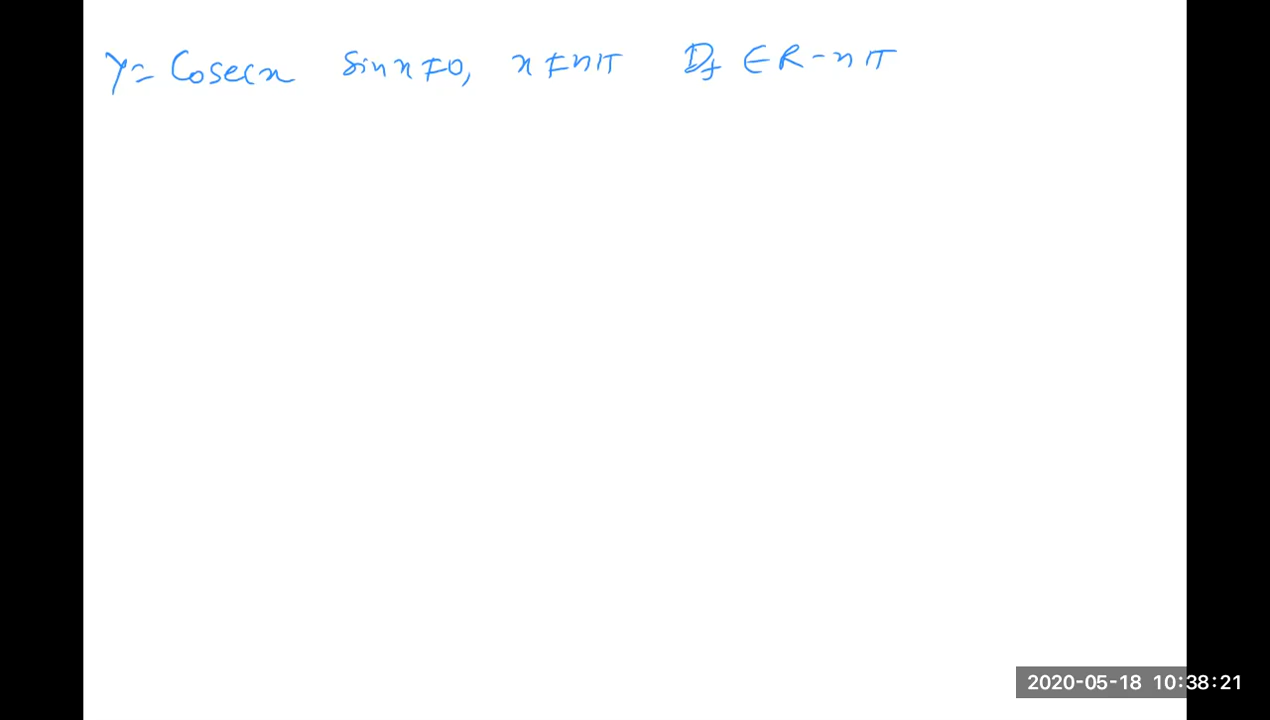 y = Cosecx sinx≠0, x≠nπ Df ∈ R-nπ
2020-05-18 10:38:21